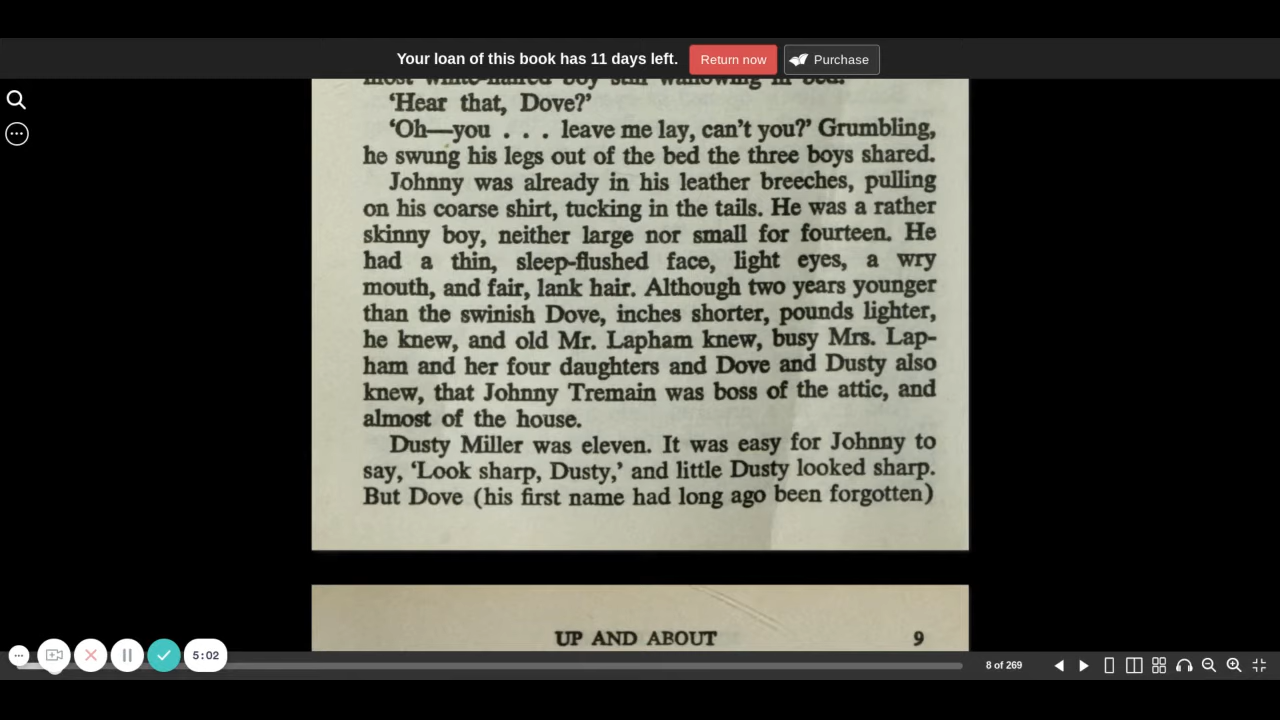 Your loan of this book has 11 days left.
Return now
Purchase
most white-haired boy still wallowing in bed.
‘Hear that, Dove?’
‘Oh—you . . . leave me lay, can’t you?’ Grumbling,
he swung his legs out of the bed the three boys shared.
Johnny was already in his leather breeches, pulling
on his coarse shirt, tucking in the tails. He was a rather
skinny boy, neither large nor small for fourteen. He
had a thin, sleep-flushed face, light eyes, a wry
mouth, and fair, lank hair. Although two years younger
than the swinish Dove, inches shorter, pounds lighter,
he knew, and old Mr. Lapham knew, busy Mrs. Lap-
ham and her four daughters and Dove and Dusty also
knew, that Johnny Tremain was boss of the attic, and
almost of the house.
Dusty Miller was eleven. It was easy for Johnny to
say, ‘Look sharp, Dusty,’ and little Dusty looked sharp.
But Dove (his first name had long ago been forgotten)
UP AND ABOUT 9
5:02
8 of 269